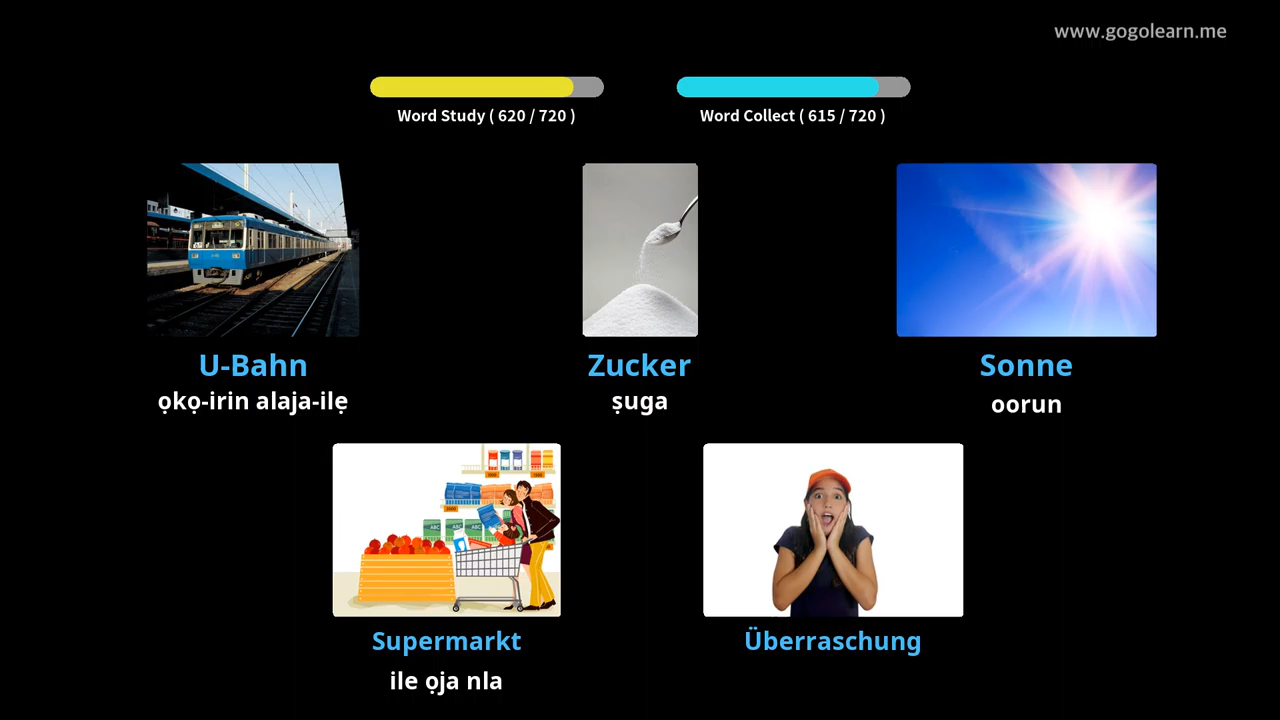 www.gogolearn.me
Word Study ( 620 / 720 )
Word Collect ( 615 / 720 )
U-Bahn
ọkọ-irin alaja-ilẹ
Zucker
ṣuga
Sonne
oorun
Supermarkt
ile ọja nla
Überraschung